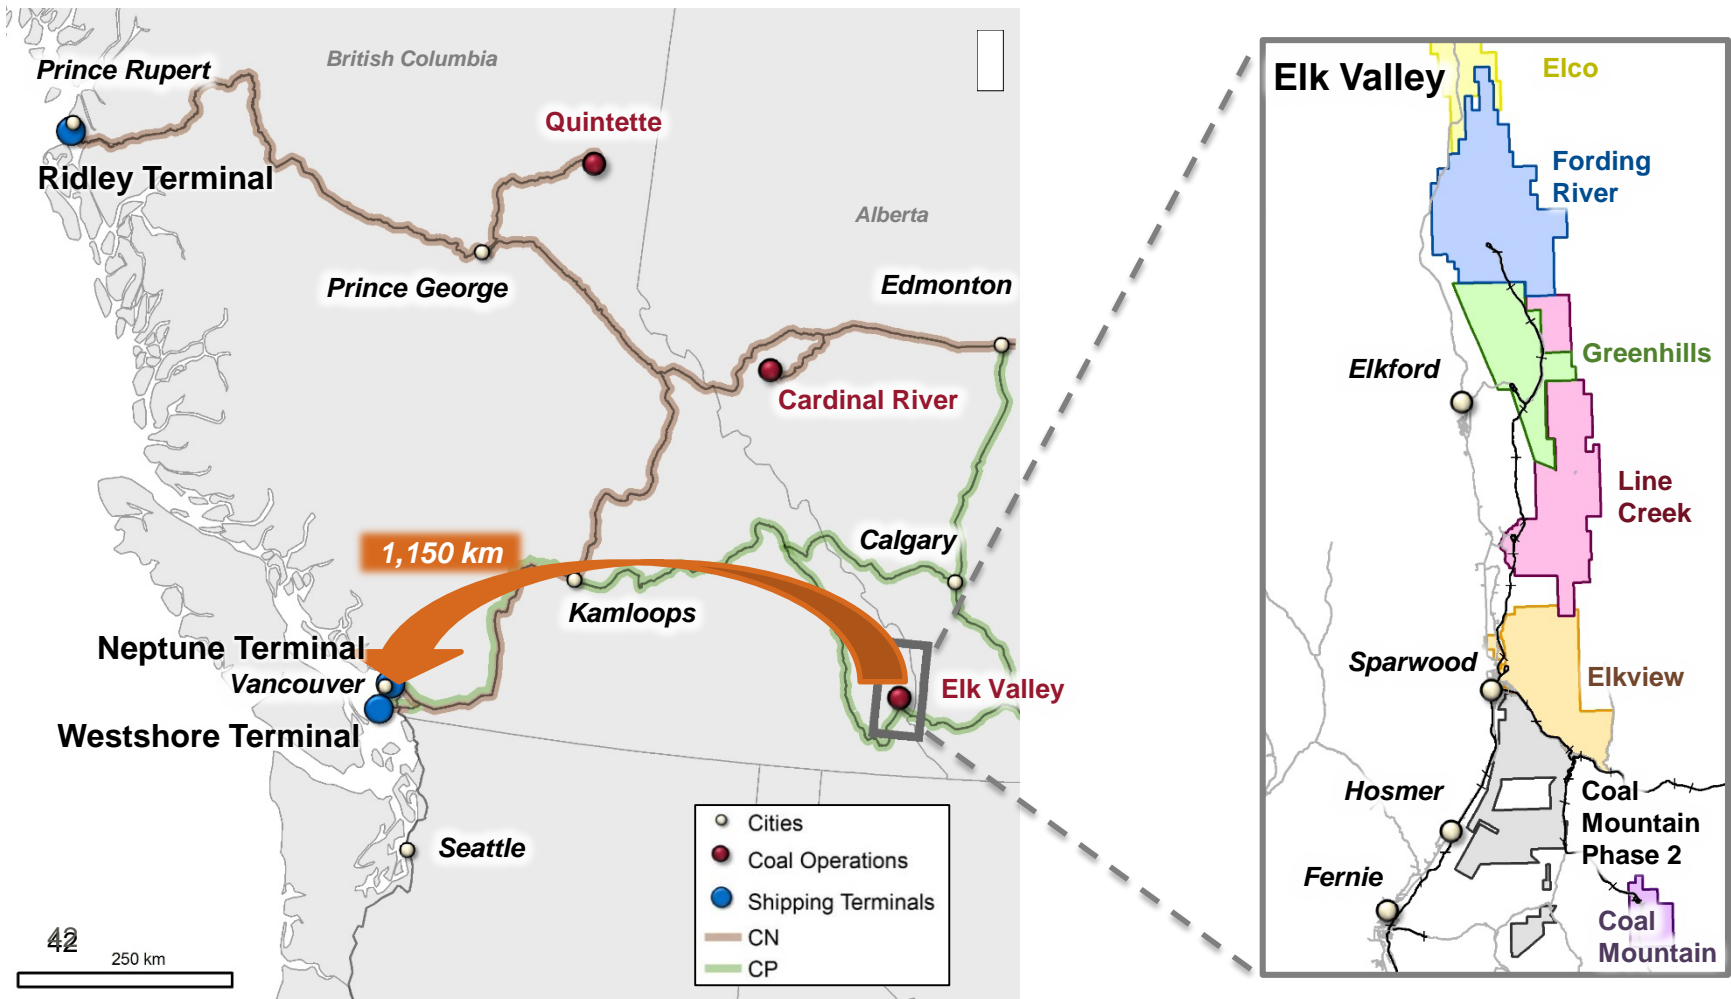 British Columbia
Prince Rupert
Ridley Terminal
Quintette
Alberta
Prince George
Edmonton
Cardinal River
1,150 km
Calgary
Kamloops
Neptune Terminal
Vancouver
Westshore Terminal
Elk Valley
Seattle
Cities
Coal Operations
Shipping Terminals
CN
CP
42
250 km
Elk Valley
Elco
Fording
River
Greenhills
Elkford
Line
Creek
Sparwood
Elkview
Hosmer
Coal
Mountain
Phase 2
Fernie
Coal
Mountain